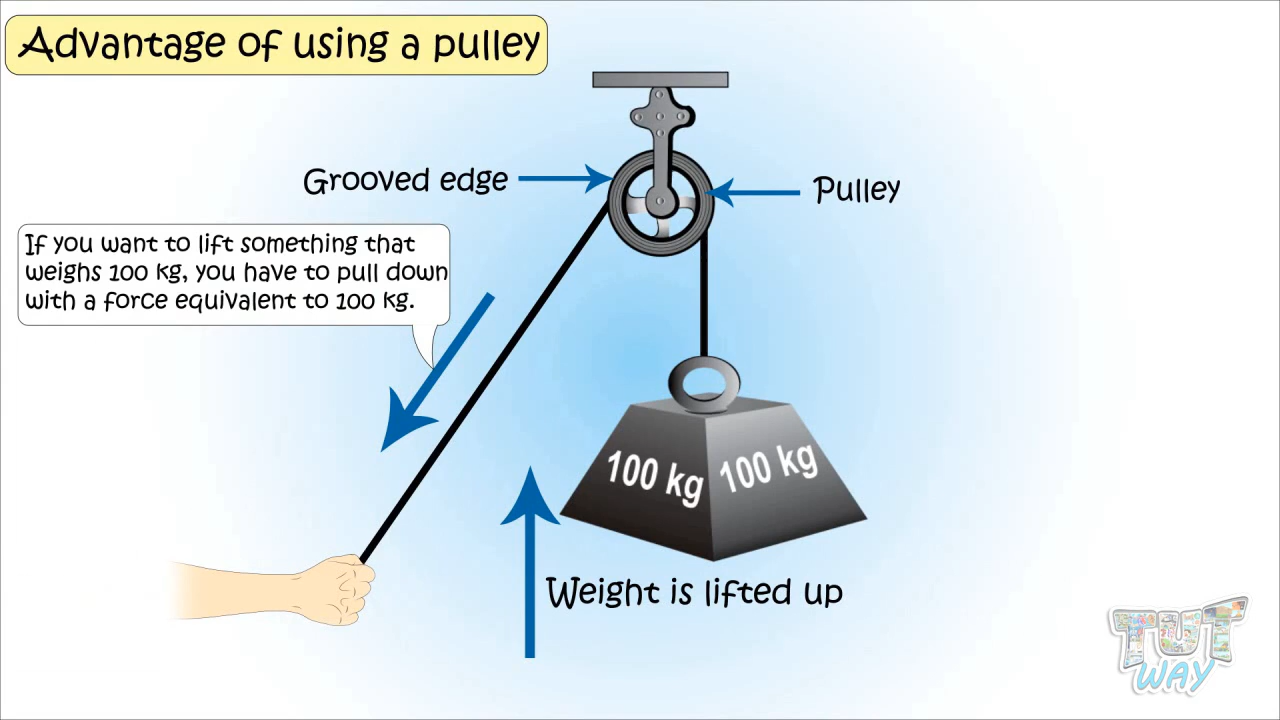 Advantage of using a pulley
Grooved edge
Pulley
If you want to lift something that
weighs 100 kg, you have to pull down
with a force equivalent to 100 kg.
100 kg
100 kg
Weight is lifted up
TUT
WAY